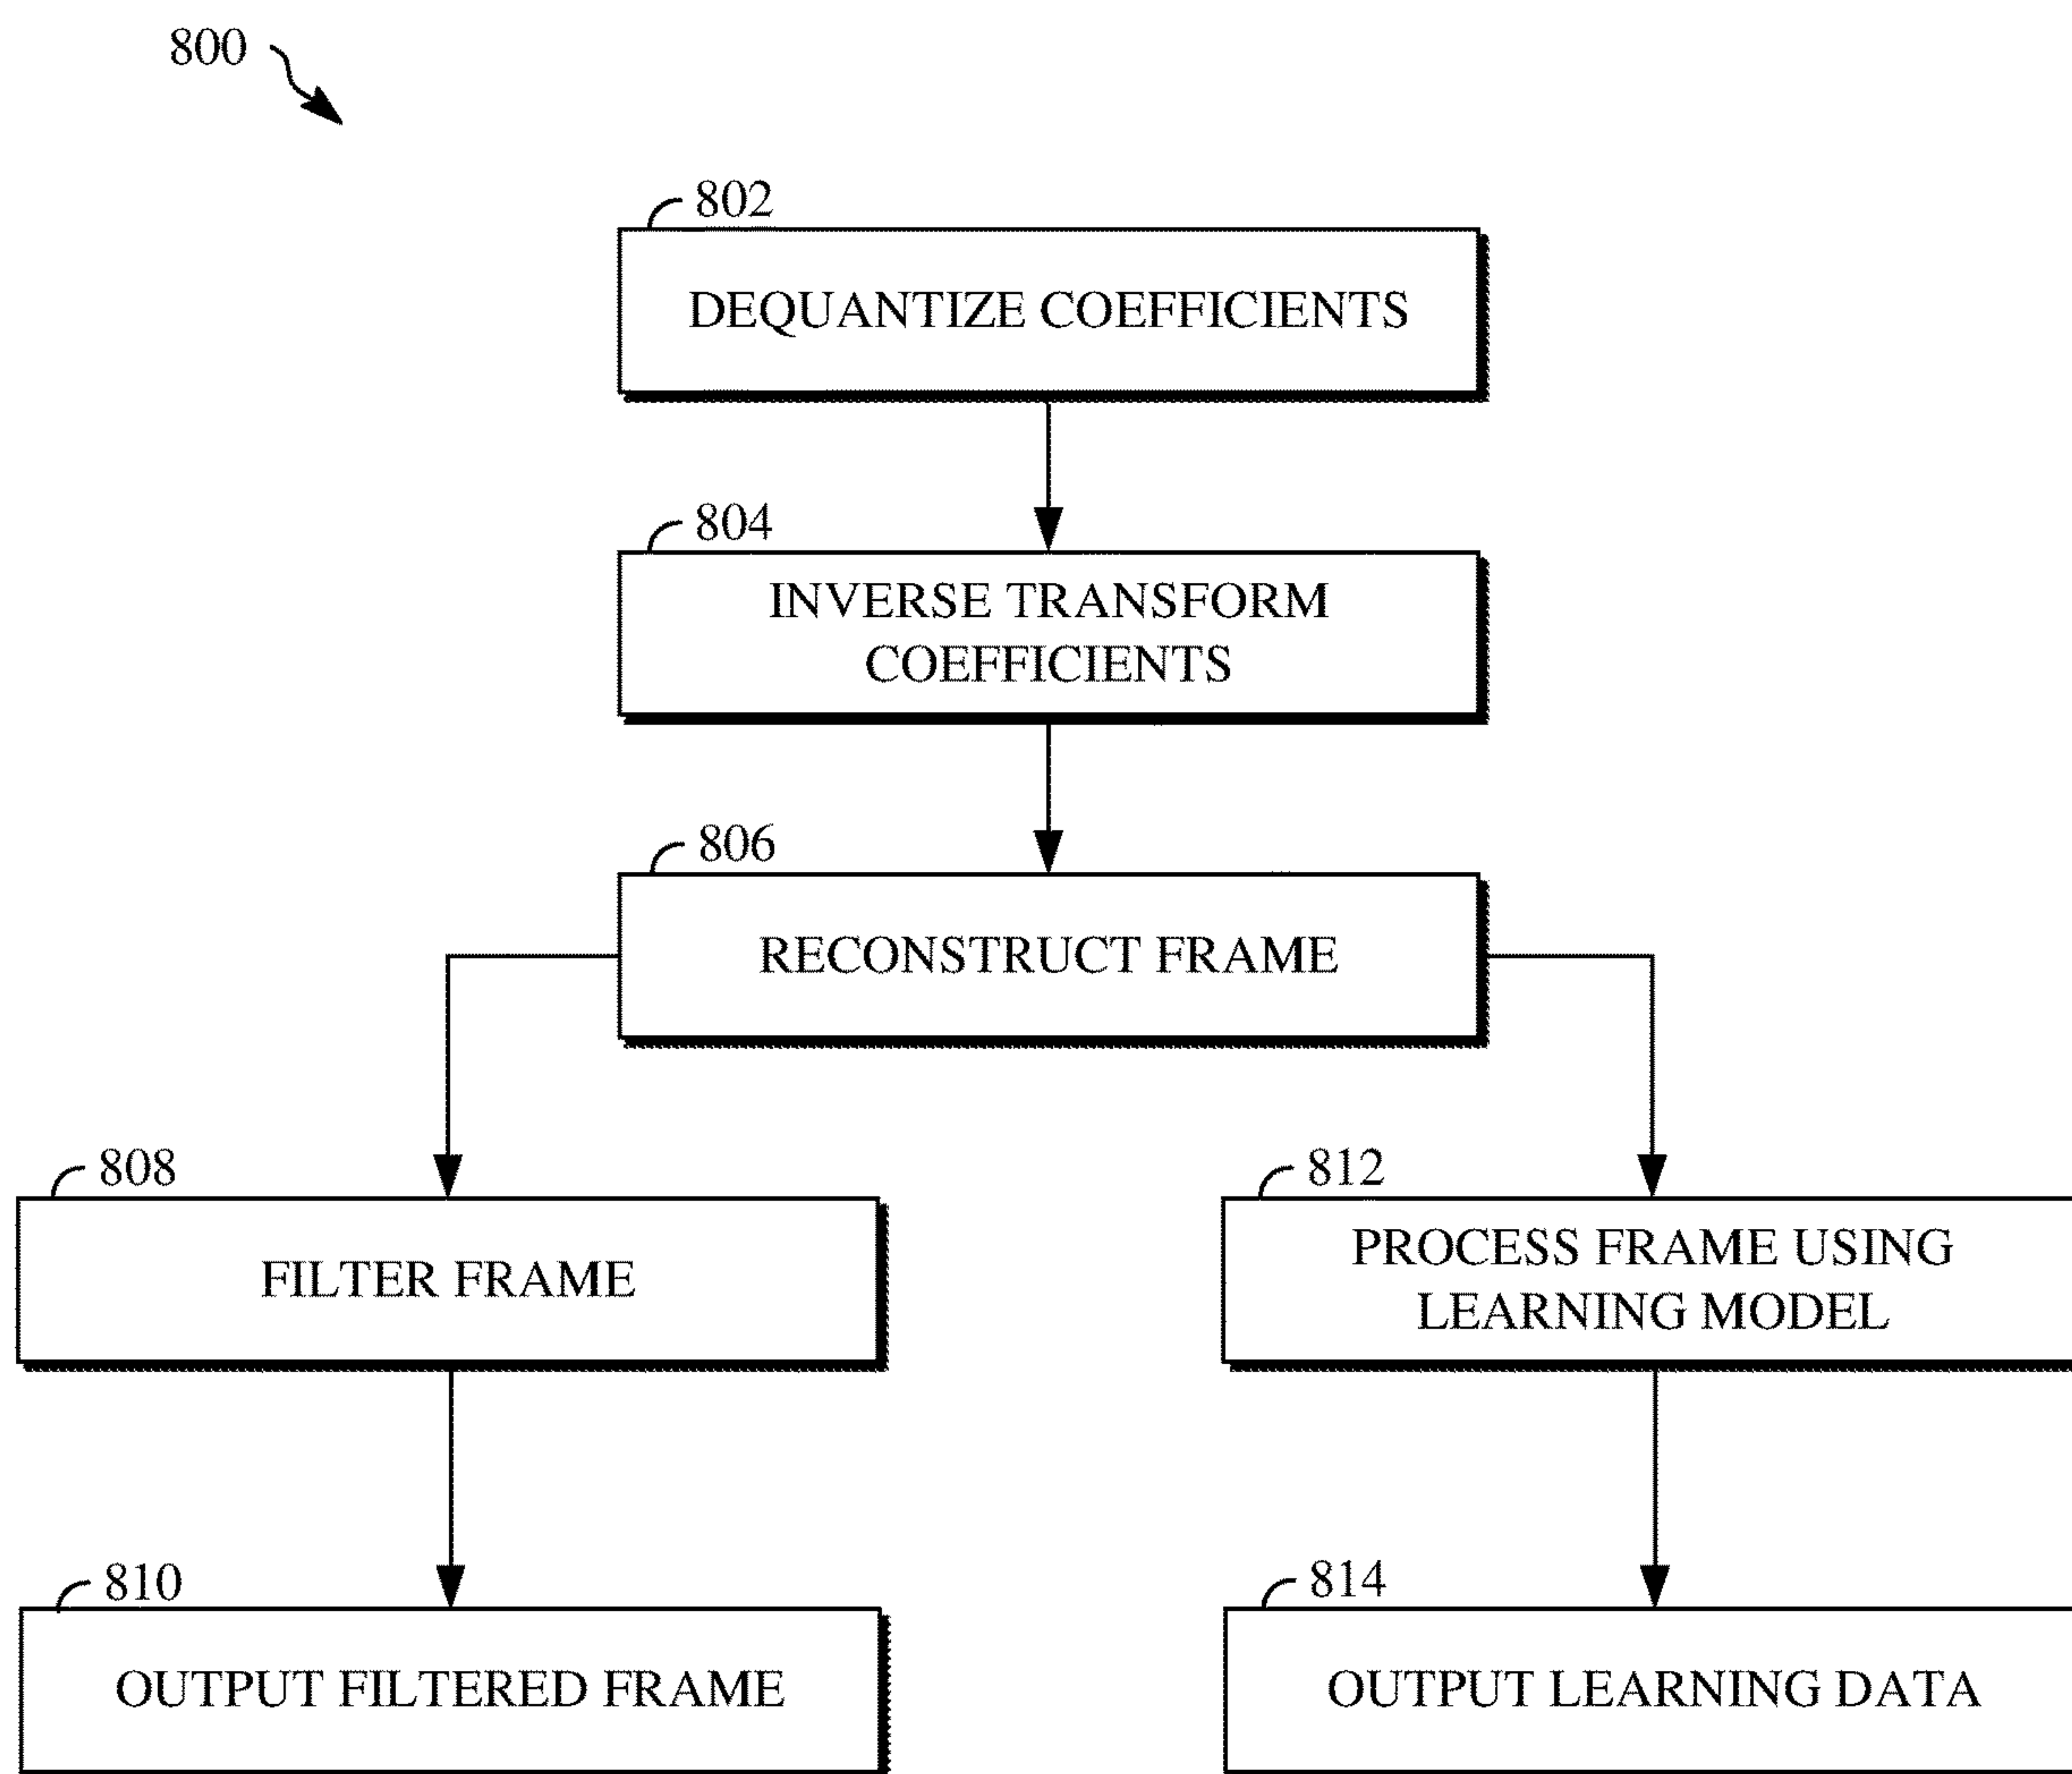 800
802
DEQUANTIZE COEFFICIENTS
804
INVERSE TRANSFORM
COEFFICIENTS
806
RECONSTRUCT FRAME
808
FILTER FRAME
812
PROCESS FRAME USING
LEARNING MODEL
810
OUTPUT FILTERED FRAME
814
OUTPUT LEARNING DATA